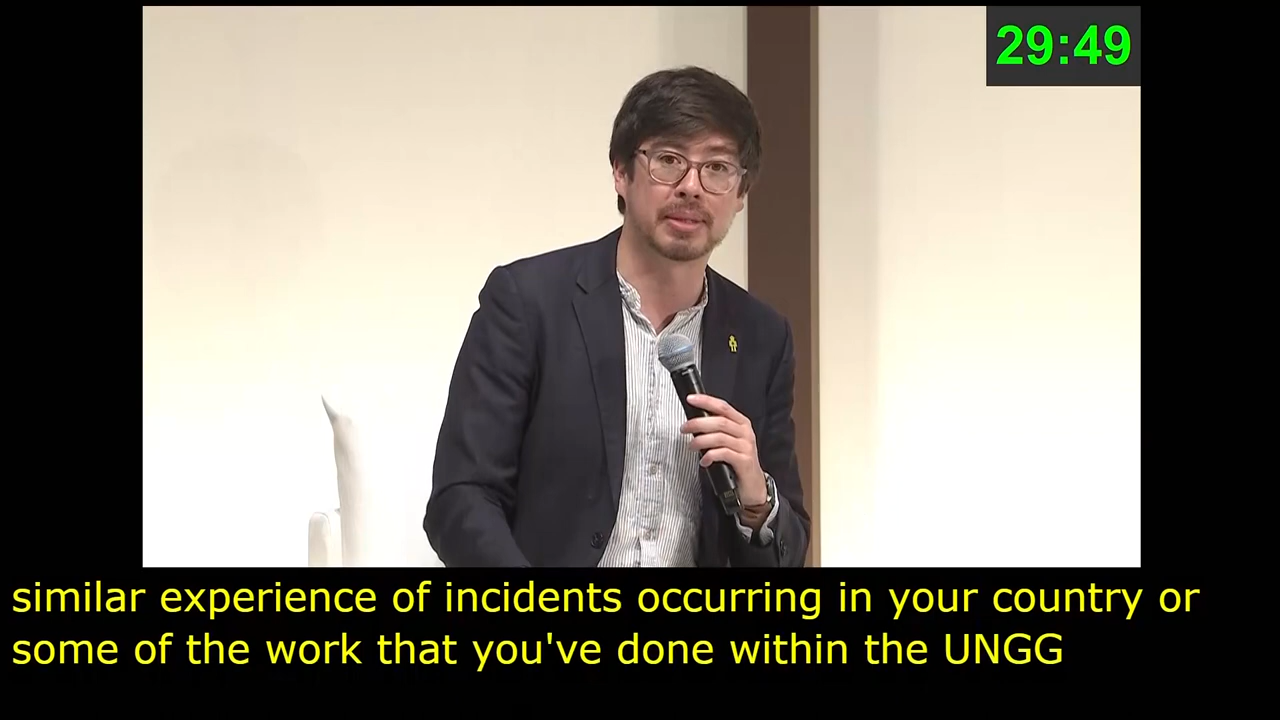 29:49
similar experience of incidents occurring in your country or
some of the work that you've done within the UNGG